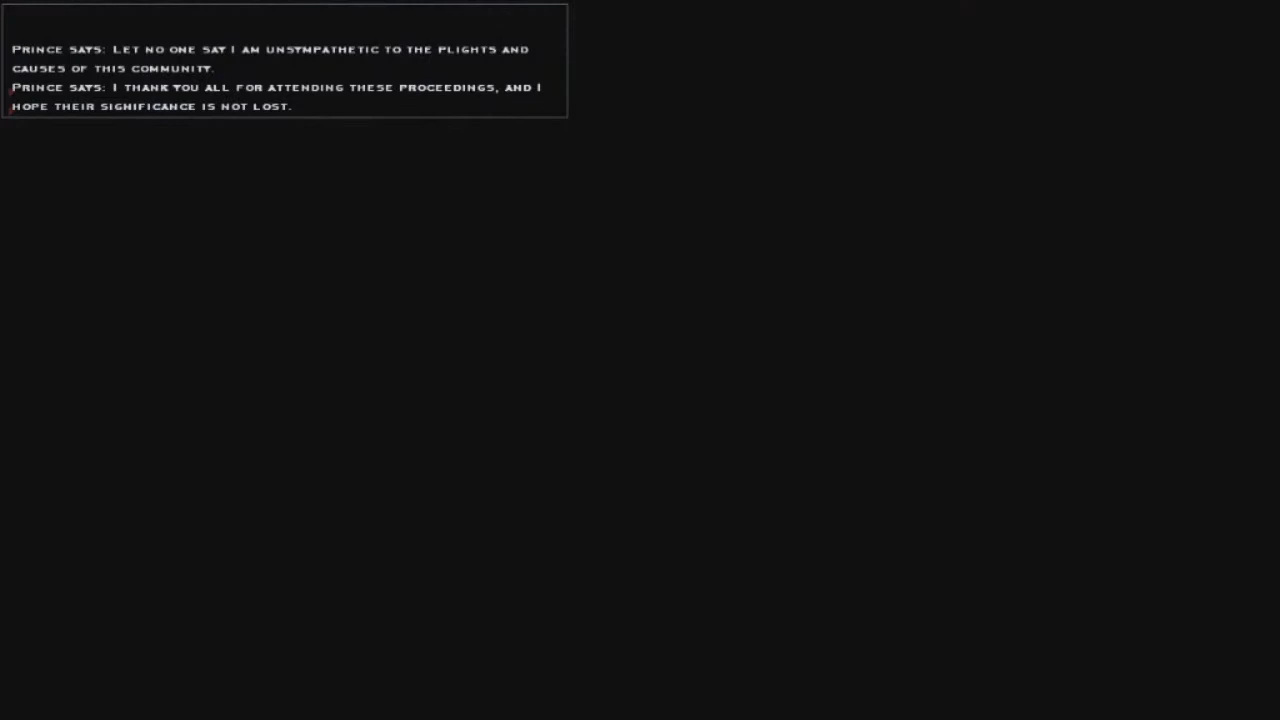 Prince says: Let no one say I am unsympathetic to the plights and
causes of this community.
Prince says: I thank you all for attending these proceedings, and I
hope their significance is not lost.